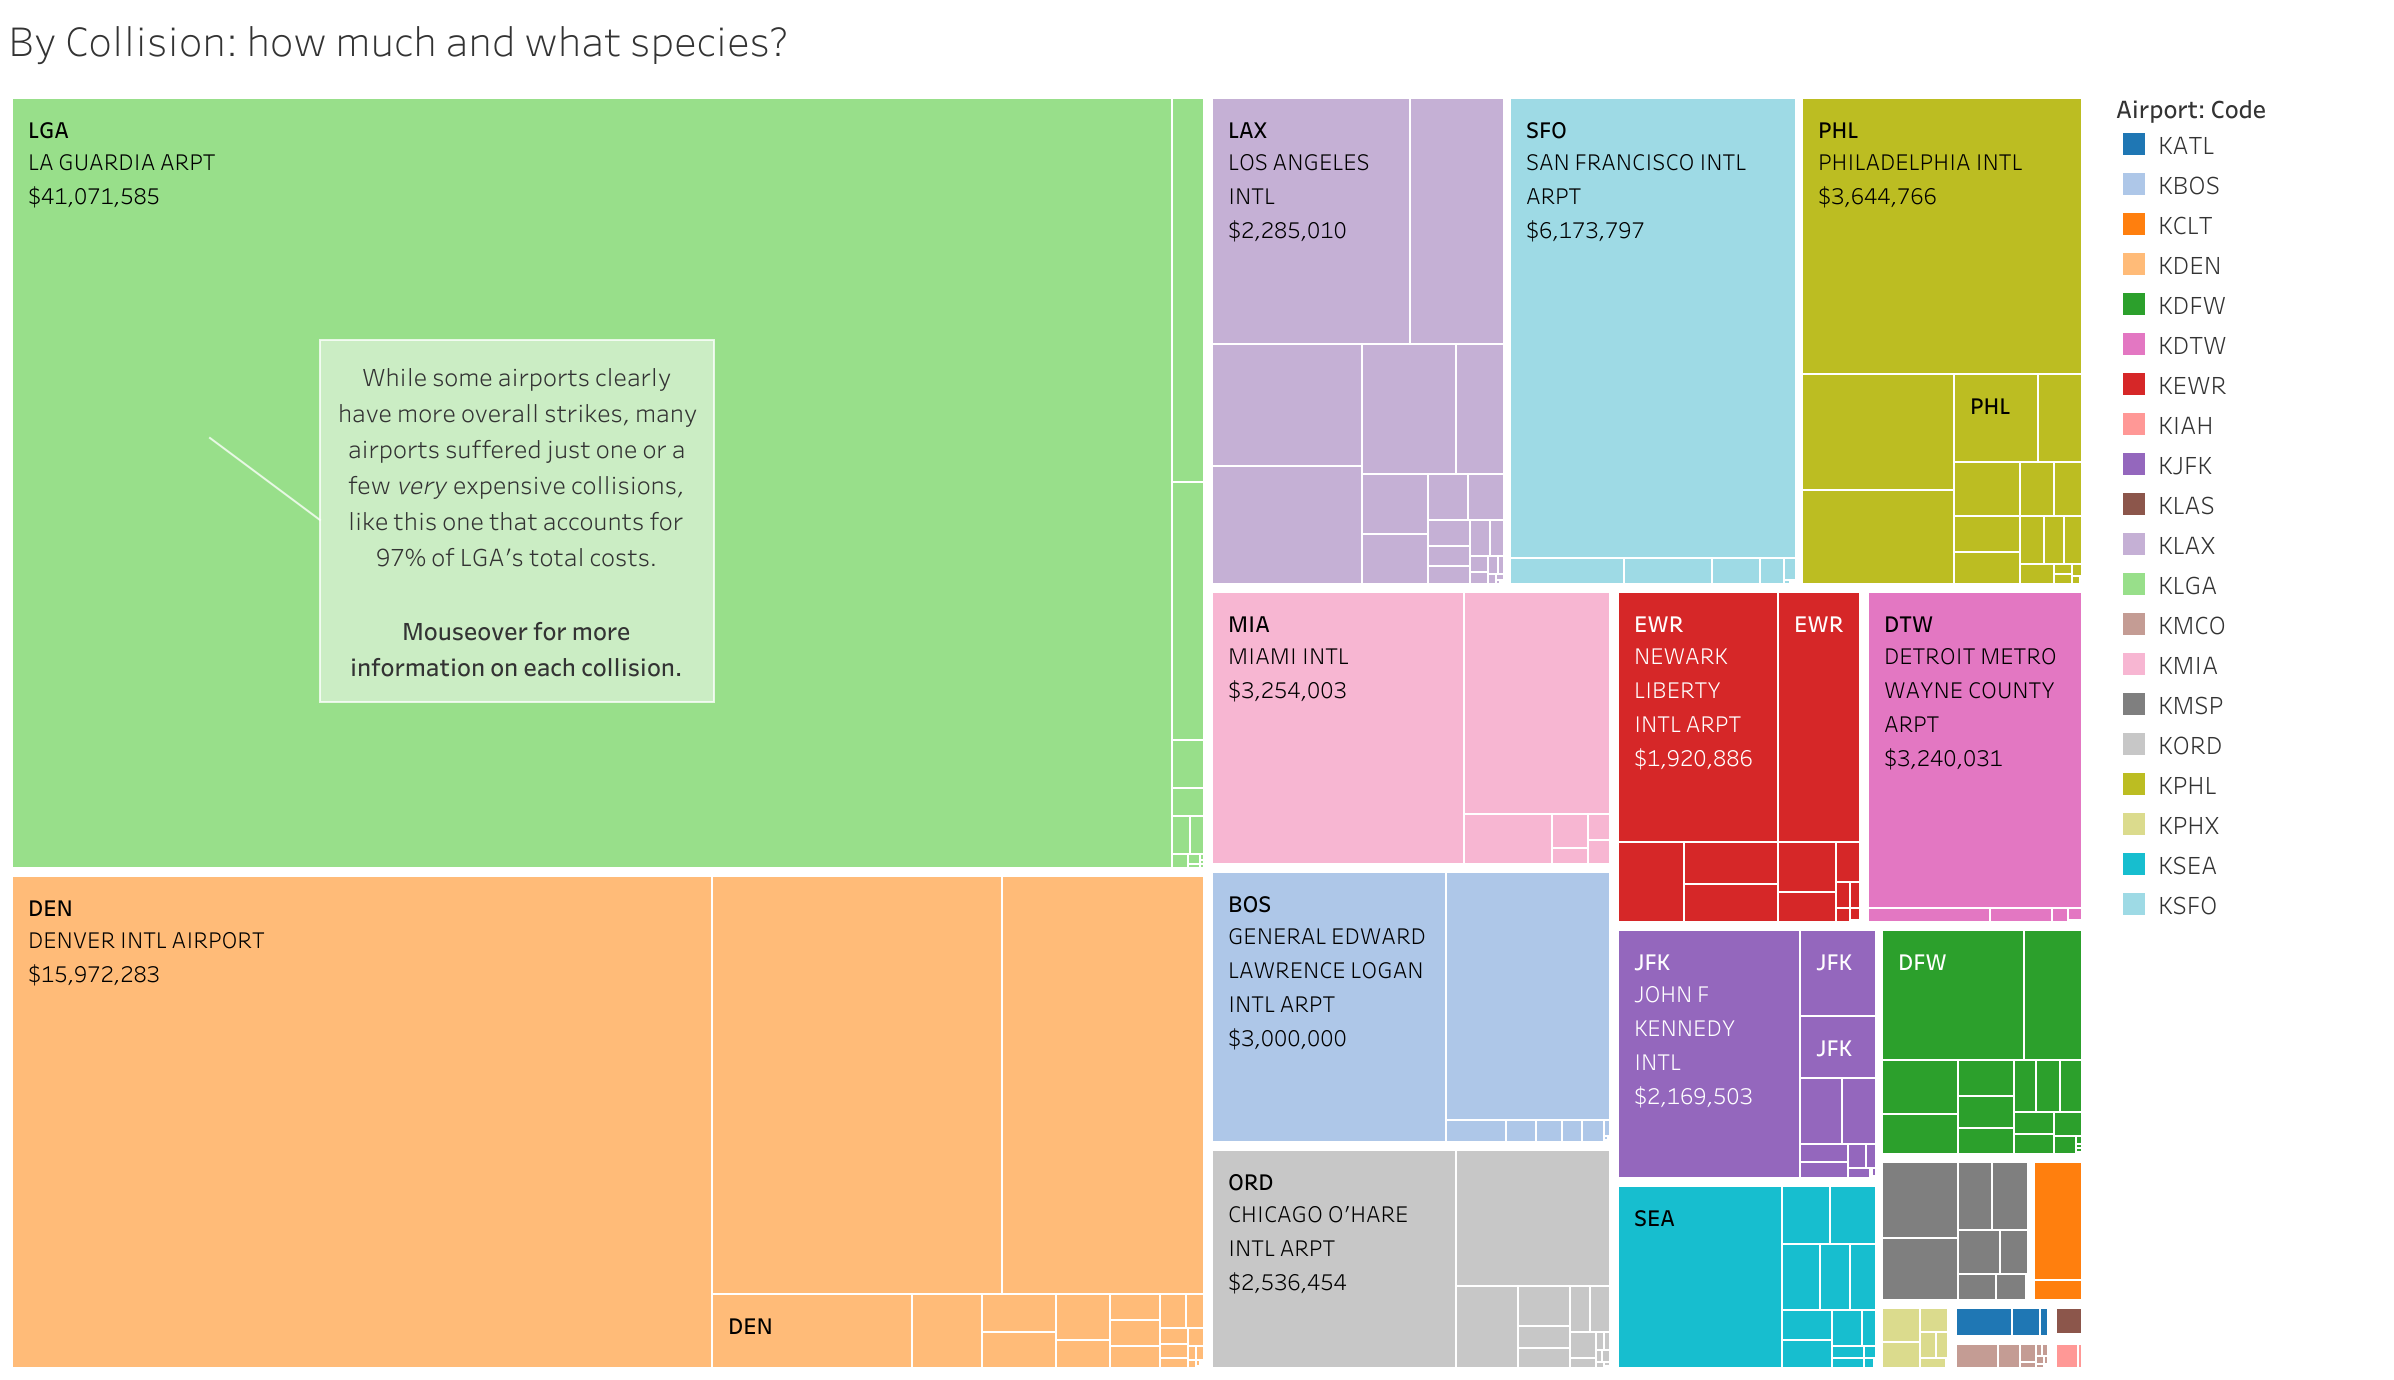 By Collision: how much and what species?
LGA
LA GUARDIA ARPT
$41,071,585
While some airports clearly
have more overall strikes, many
airports suffered just one or a
few very expensive collisions,
like this one that accounts for
97% of LGA's total costs.
Mouseover for more
information on each collision.
DEN
DENVER INTL AIRPORT
$15,972,283
DEN
LAX
LOS ANGELES
INTL
$2,285,010
SFO
SAN FRANCISCO INTL
ARPT
$6,173,797
PHL
PHILADELPHIA INTL
$3,644,766
PHL
MIA
MIAMI INTL
$3,254,003
EWR
NEWARK
LIBERTY
INTL ARPT
$1,920,886
EWR
DTW
DETROIT METRO
WAYNE COUNTY
ARPT
$3,240,031
BOS
GENERAL EDWARD
LAWRENCE LOGAN
INTL ARPT
$3,000,000
JFK
JOHN F
KENNEDY
INTL
$2,169,503
JFK
JFK
DFW
ORD
CHICAGO O'HARE
INTL ARPT
$2,536,454
SEA
Airport: Code
KATL
KBOS
KCLT
KDEN
KDFW
KDTW
KEWR
KIAH
KJFK
KLAS
KLAX
KLGA
KMCO
KMIA
KMSP
KORD
KPHL
KPHX
KSEA
KSFO